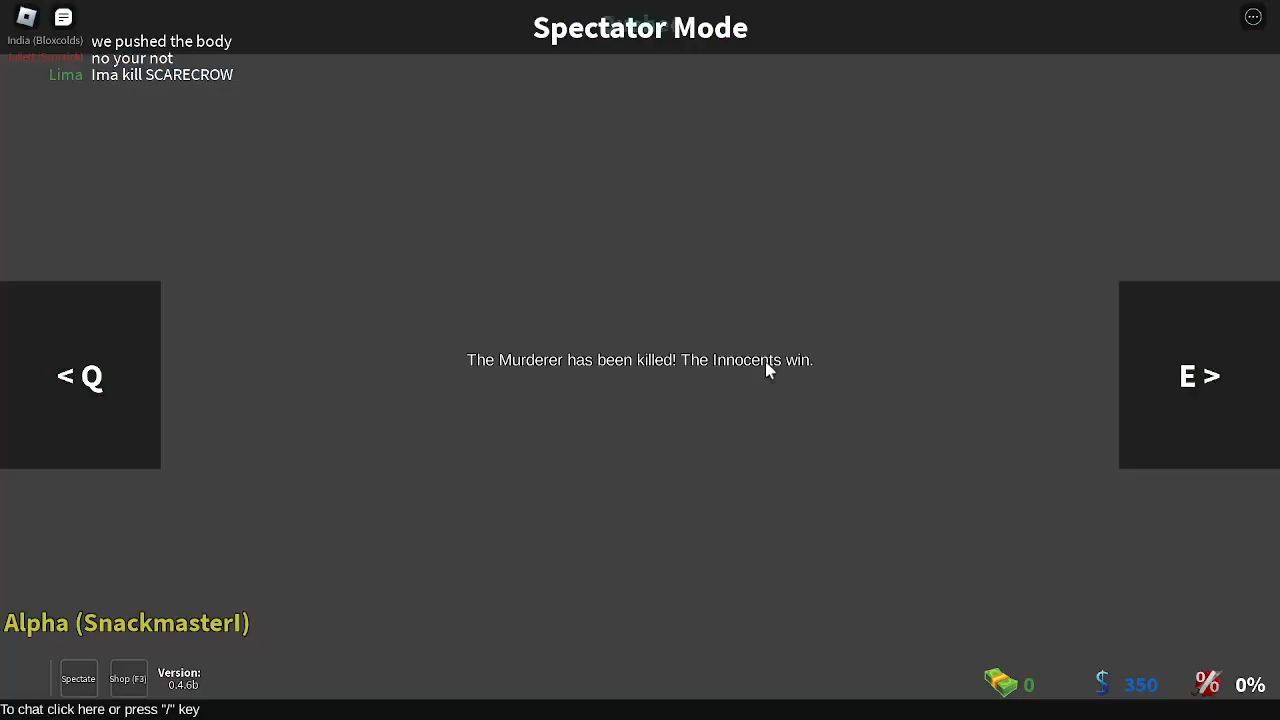 Spectator Mode
India (Bloxcolds) we pushed the body
no your not
Lima Ima kill SCARECROW
The Murderer has been killed! The Innocents win.
< Q
E >
Alpha (SnackmasterI)
Spectate
Shop (F3)
Version:
0.4.6b
0
350
0%
To chat click here or press "/" key